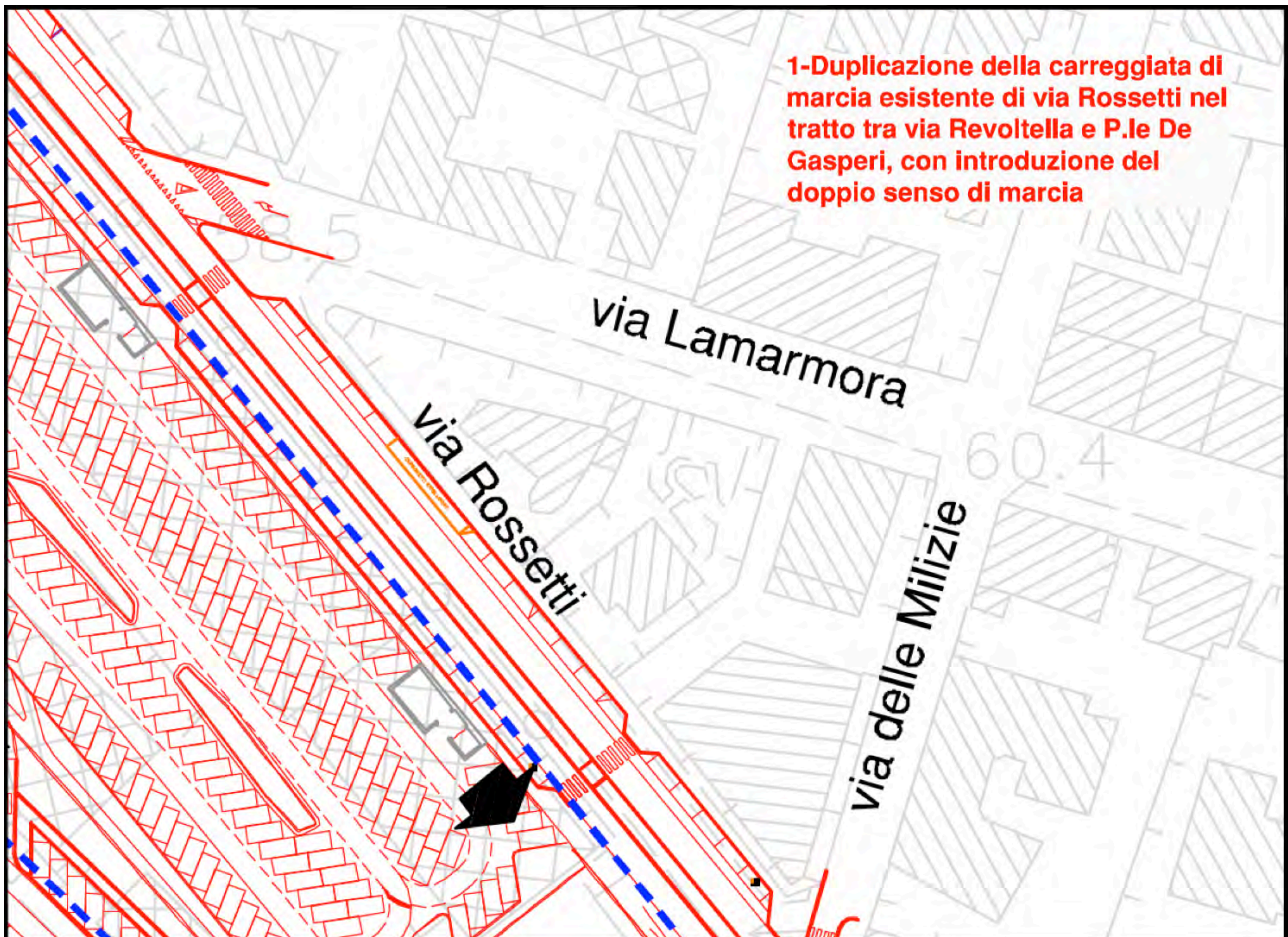 1-Duplicazione della carreggiata di
marcia esistente di via Rossetti nel
tratto tra via Revoltella e P.le De
Gasperi, con introduzione del
doppio senso di marcia
via Lamarmora
via Rossetti
60.4
via delle Milizie